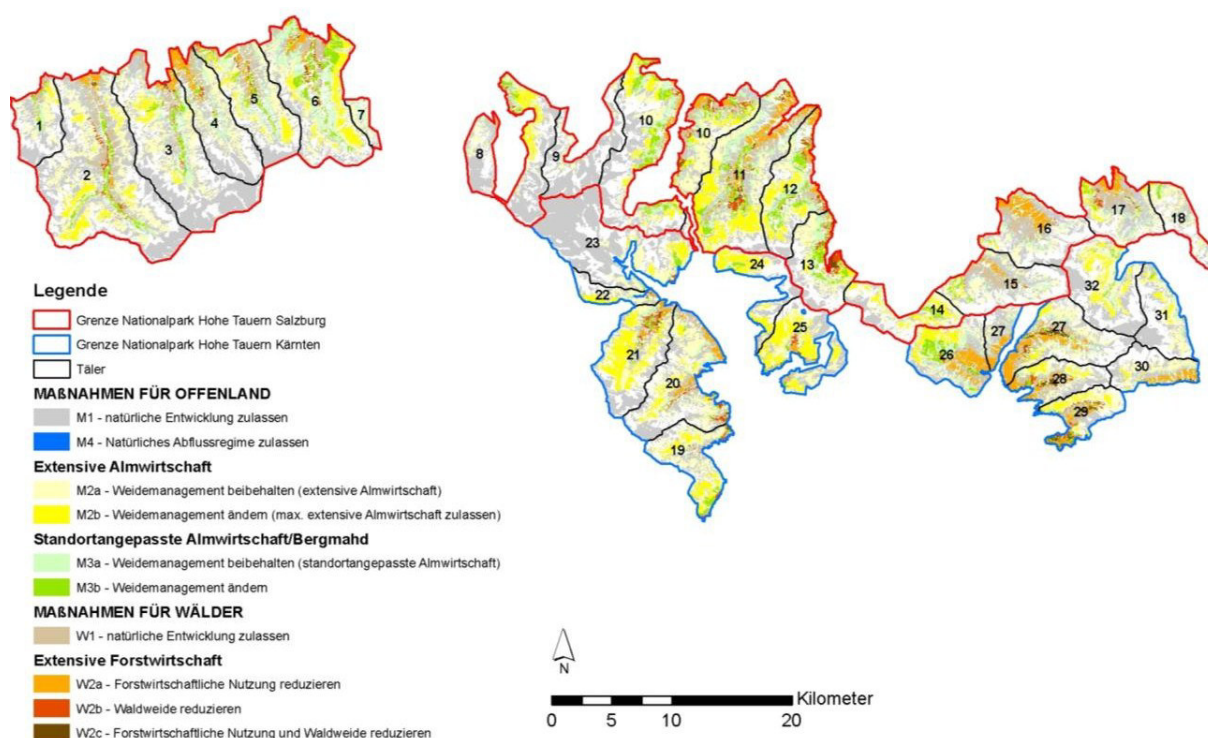 1
2
3
4
5
6
7
8
9
10
10
11
12
13
14
15
16
17
18
19
20
21
22
23
24
25
26
27
27
28
29
30
31
32
Legende
Grenze Nationalpark Hohe Tauern Salzburg
Grenze Nationalpark Hohe Tauern Kärnten
Täler
MAßNAHMEN FÜR OFFENLAND
M1 - natürliche Entwicklung zulassen
M4 - Natürliches Abflussregime zulassen
Extensive Almwirtschaft
M2a - Weidemanagement beibehalten (extensive Almwirtschaft)
M2b - Weidemanagement ändern (max. extensive Almwirtschaft zulassen)
Standortangepasste Almwirtschaft/Bergmahd
M3a - Weidemanagement beibehalten (standortangepasste Almwirtschaft)
M3b - Weidemanagement ändern
MAßNAHMEN FÜR WÄLDER
W1 - natürliche Entwicklung zulassen
Extensive Forstwirtschaft
W2a - Forstwirtschaftliche Nutzung reduzieren
W2b - Waldweide reduzieren
W2c - Forstwirtschaftliche Nutzung und Waldweide reduzieren
N
Kilometer
0 5 10 20